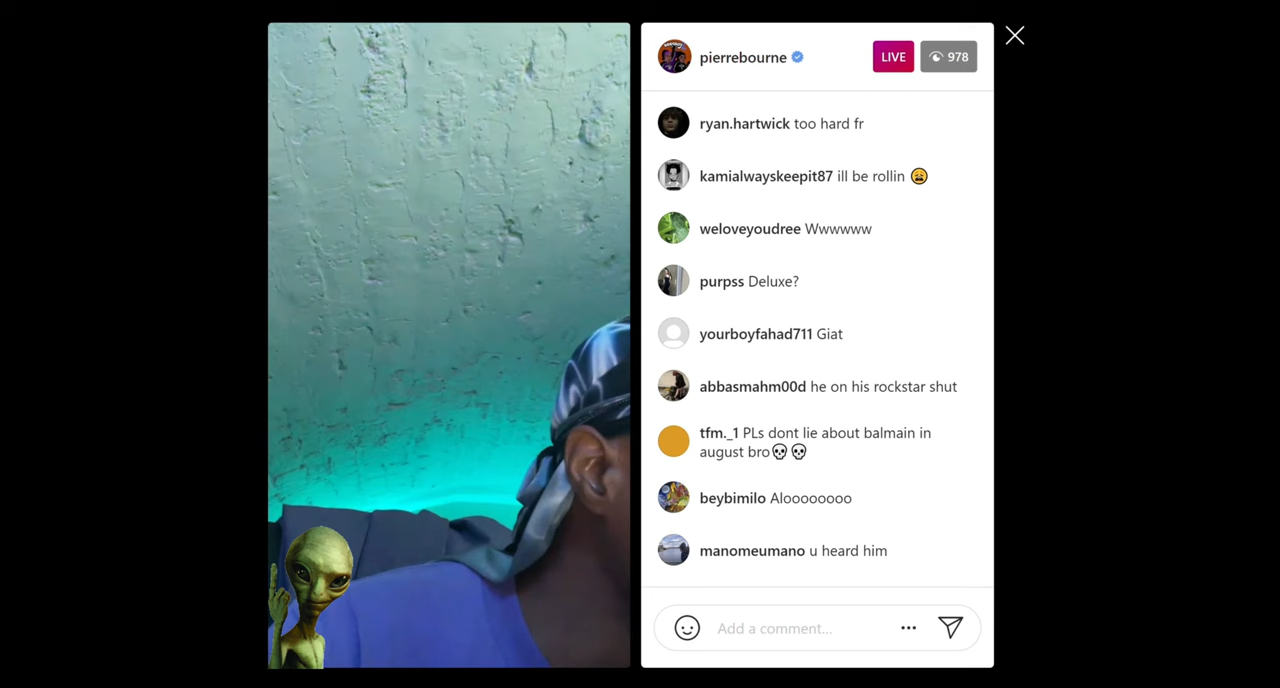 pierrebourne
LIVE
978
ryan.hartwick too hard fr
kamialwayskeepit87 ill be rollin 😩
weloveyoudree Wwwwww
purpss Deluxe?
yourboyfahad711 Giat
abbasmahm00d he on his rockstar shut
tfm._1 PLs dont lie about balmain in
august bro💀💀
beybimilo Aloooooooo
manomeumano u heard him
Add a comment...